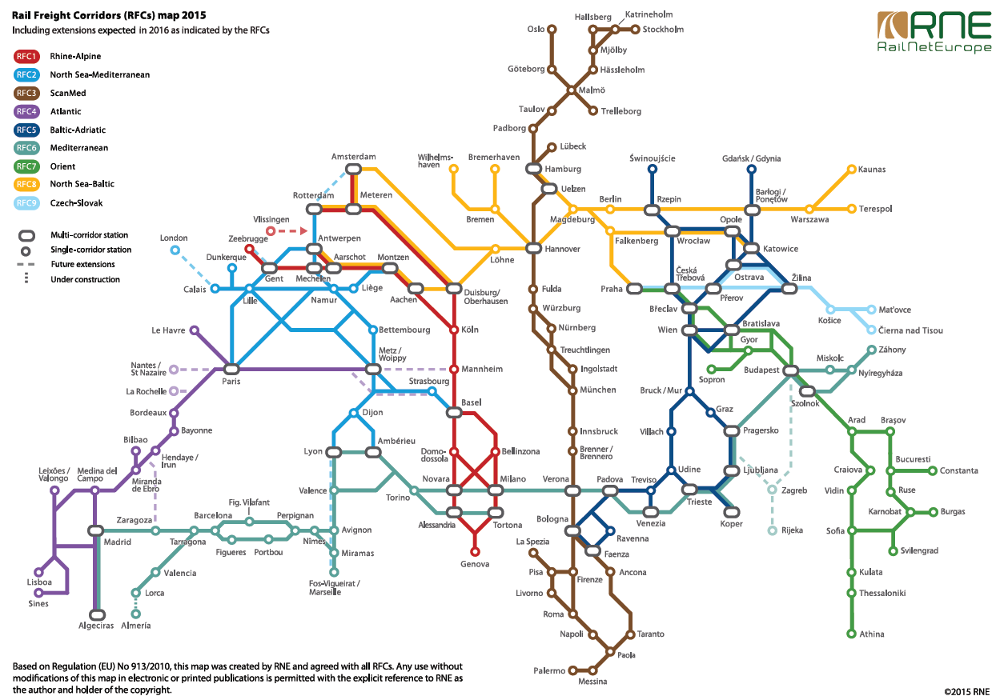 Rail Freight Corridors (RFCs) map 2015
Including extensions expected in 2016 as indicated by the RFCs
RNE
RailNetEurope
RFC1 Rhine-Alpine
RFC2 North Sea-Mediterranean
RFC3 ScanMed
RFC4 Atlantic
RFC5 Baltic-Adriatic
RFC6 Mediterranean
RFC7 Orient
RFC8 North Sea-Baltic
RFC9 Czech-Slovak
Multi-corridor station
Single-corridor station
Future extensions
Under construction
Hallsberg
Katrineholm
Oslo
Stockholm
Mjölby
Göteborg
Hässleholm
Malmö
Taulov
Trelleborg
Padborg
Lübeck
Amsterdam
Wilhelms-
haven
Bremerhaven
Hamburg
Świnoujście
Gdańsk / Gdynia
Kaunas
Uelzen
Rotterdam
Meteren
Bremen
Magdeburg
Berlin
Rzepin
Barłogi /
Ponętów
Warszawa
Terespol
Vlissingen
London
Zeebrugge
Antwerpen
Falkenberg
Wrocław
Opole
Katowice
Dunkerque
Aarschot
Montzen
Löhne
Hannover
Gent
Mechelen
Česká
Třebová
Ostrava
Žilina
Calais
Lille
Namur
Liège
Aachen
Duisburg/
Oberhausen
Fulda
Praha
Přerov
Würzburg
Břeclav
Košice
Mat'ovce
Le Havre
Bettembourg
Köln
Nürnberg
Wien
Bratislava
Čierna nad Tisou
Gyor
Treuchtlingen
Metz /
Woippy
Záhony
Miskolc
Nantes /
St Nazaire
Paris
Mannheim
Ingolstadt
Sopron
Budapest
Nyíregyháza
Strasbourg
La Rochelle
München
Bruck / Mur
Szolnok
Bordeaux
Dijon
Basel
Graz
Arad
Braşov
Bayonne
Innsbruck
Villach
Pragersko
Bilbao
Hendaye /
Irun
Lyon
Ambérieu
Domo-
dossola
Bellinzona
Brenner /
Brennero
Bucuresti
Leixões /
Valongo
Medina del
Campo
Miranda
de Ebro
Udine
Ljubljana
Craiova
Constanta
Valence
Torino
Novara
Milano
Verona
Padova
Treviso
Trieste
Zagreb
Vidin
Ruse
Fig. Vilafant
Zaragoza
Barcelona
Perpignan
Alessandria
Tortona
Bologna
Venezia
Koper
Karnobat
Burgas
Madrid
Tarragona
Figueres
Portbou
Nîmes
Avignon
Ravenna
Rijeka
Sofia
La Spezia
Faenza
Miramas
Genova
Svilengrad
Lisboa
Valencia
Fos-Vigueirat /
Marseille
Pisa
Firenze
Ancona
Kulata
Sines
Lorca
Livorno
Thessaloniki
Roma
Algeciras
Almería
Napoli
Taranto
Athina
Paola
Palermo
Messina
Based on Regulation (EU) No 913/2010, this map was created by RNE and agreed with all RFCs. Any use without
modifications of this map in electronic or printed publications is permitted with the explicit reference to RNE as
the author and holder of the copyright.
©2015 RNE